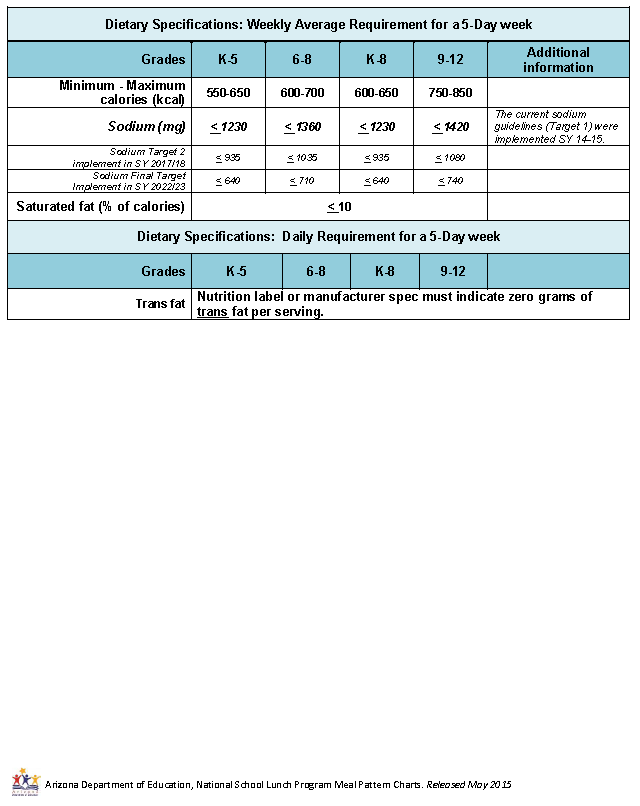 Dietary Specifications: Weekly Average Requirement for a 5-Day week
Grades K-5 6-8 K-8 9-12 Additional
information
Minimum - Maximum
calories (kcal) 550-650 600-700 600-650 750-850
Sodium (mg) < 1230 < 1360 < 1230 < 1420 The current sodium
guidelines (Target 1) were
implemented SY 14-15.
Sodium Target 2
implement in SY 2017/18 < 935 < 1035 < 935 < 1080
Sodium Final Target
Implement in SY 2022/23 < 640 < 710 < 640 < 740
Saturated fat (% of calories) < 10
Dietary Specifications: Daily Requirement for a 5-Day week
Grades K-5 6-8 K-8 9-12
Trans fat Nutrition label or manufacturer spec must indicate zero grams of
trans fat per serving.
Arizona Department of Education, National School Lunch Program Meal Pattern Charts. Released May 2015